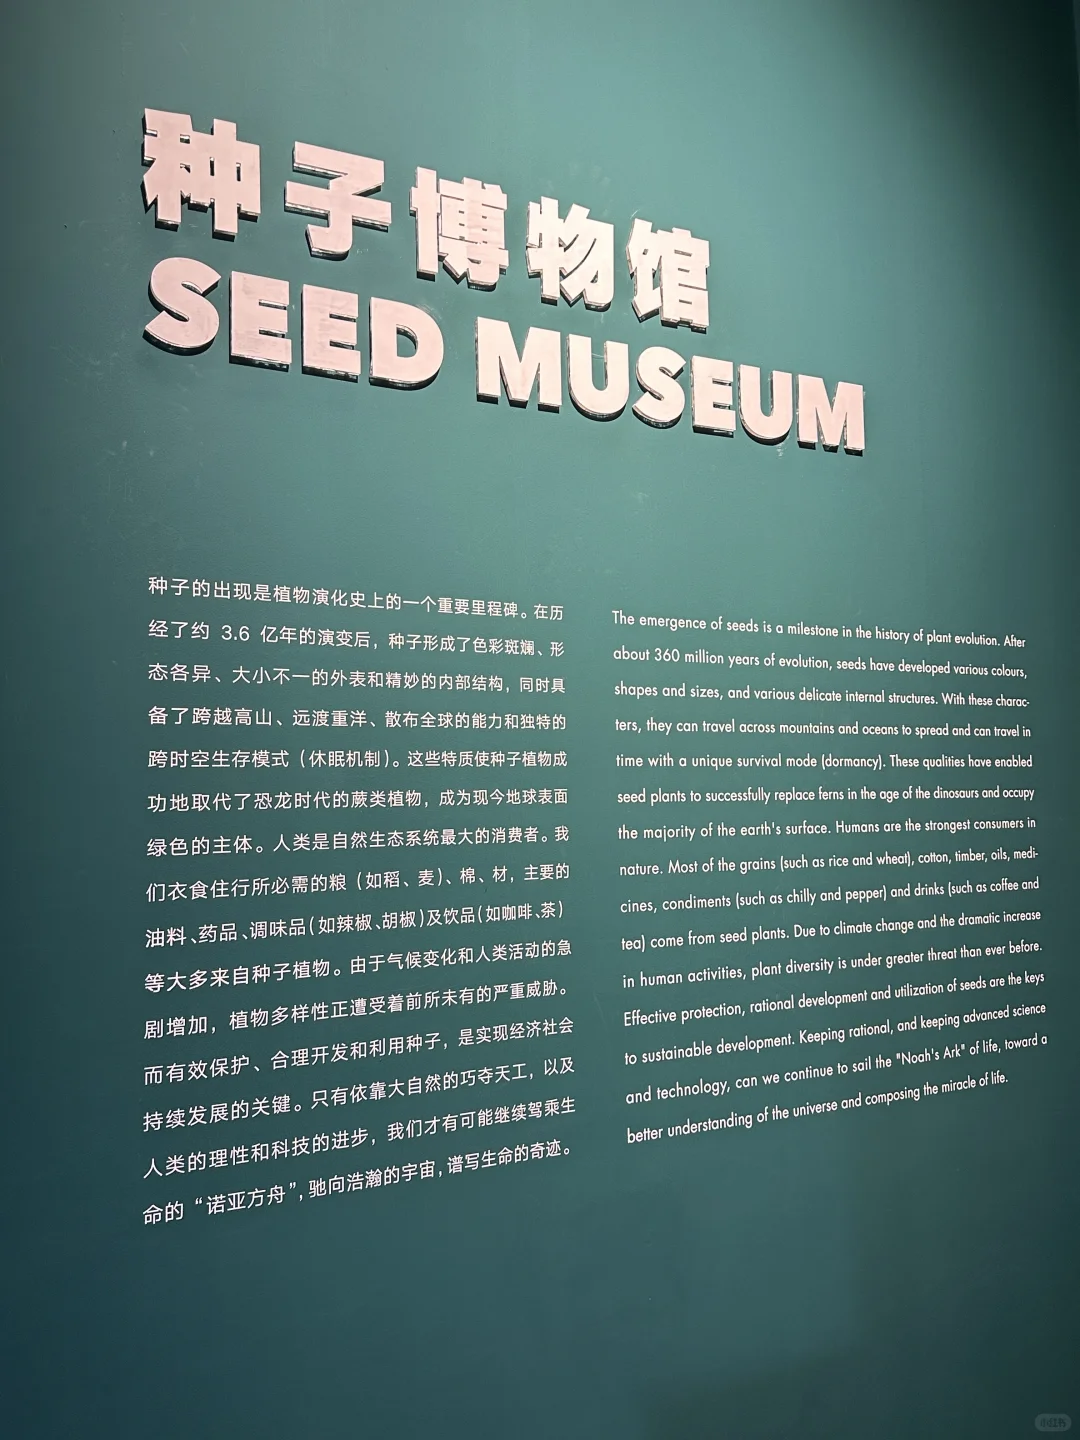 种子博物馆
SEED MUSEUM
种子的出现是植物演化史上的一个重要里程碑。在历
经了约 3.6 亿年的演变后，种子形成了色彩斑斓、形
态各异、大小不一的外表和精妙的内部结构，同时具
备了跨越高山、远渡重洋、散布全球的能力和独特的
跨时空生存模式（休眠机制）。这些特质使种子植物成
功地取代了恐龙时代的蕨类植物，成为现今地球表面
绿色的主体。人类是自然生态系统最大的消费者。我
们衣食住行所必需的粮（如稻、麦）、棉、材，主要的
油料、药品、调味品（如辣椒、胡椒）及饮品（如咖啡、茶）
等大多来自种子植物。由于气候变化和人类活动的急
剧增加，植物多样性正遭受着前所未有的严重威胁。
而有效保护、合理开发和利用种子，是实现经济社会
持续发展的关键。只有依靠大自然的巧夺天工，以及
人类的理性和科技的进步，我们才有可能继续驾乘生
命的“诺亚方舟”，驰向浩瀚的宇宙，谱写生命的奇迹。
The emergence of seeds is a milestone in the history of plant evolution. After
about 360 million years of evolution, seeds have developed various colours,
shapes and sizes, and various delicate internal structures. With these charac-
ters, they can travel across mountains and oceans to spread and can travel in
time with a unique survival mode (dormancy). These qualities have enabled
seed plants to successfully replace ferns in the age of the dinosaurs and occupy
the majority of the earth's surface. Humans are the strongest consumers in
nature. Most of the grains (such as rice and wheat), cotton, timber, oils, medi-
cines, condiments (such as chilly and pepper) and drinks (such as coffee and
tea) come from seed plants. Due to climate change and the dramatic increase
in human activities, plant diversity is under greater threat than ever before.
Effective protection, rational development and utilization of seeds are the keys
to sustainable development. Keeping rational, and keeping advanced science
and technology, can we continue to sail the "Noah's Ark" of life, toward a
better understanding of the universe and composing the miracle of life.
小红书